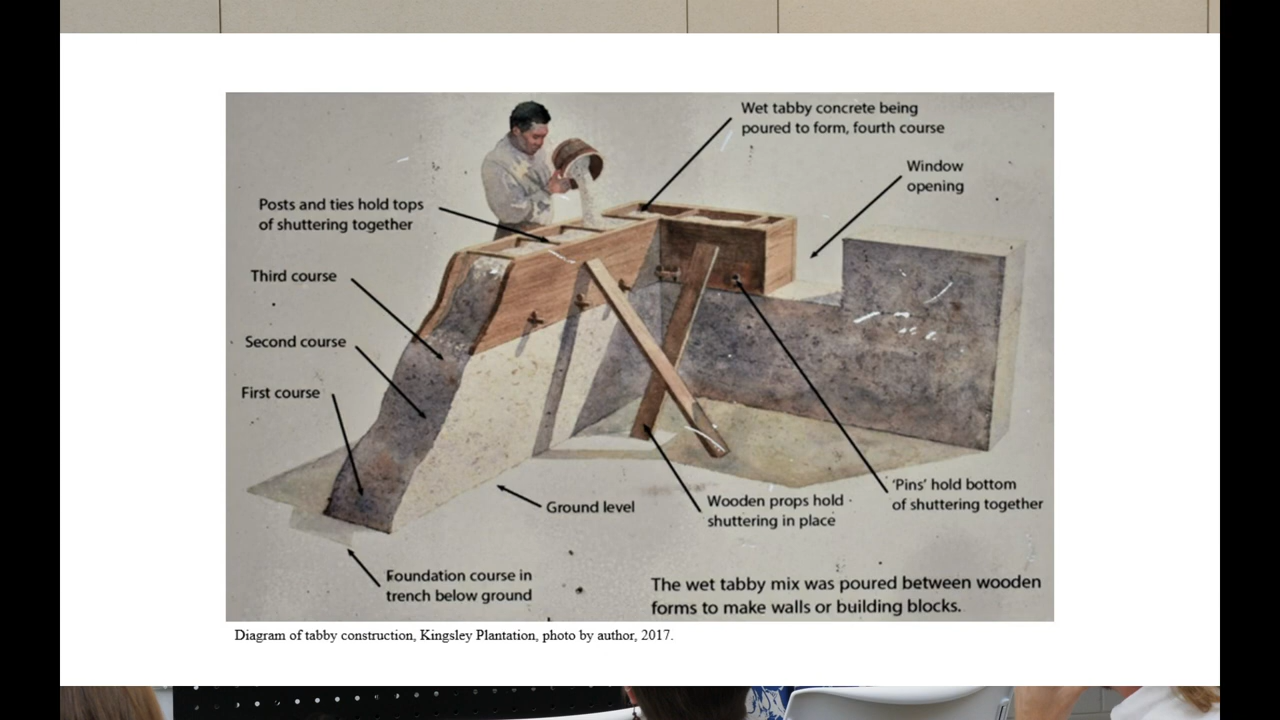 Wet tabby concrete being
poured to form, fourth course
Window
opening
Posts and ties hold tops
of shuttering together
Third course
Second course
First course
Ground level
Wooden props hold
shuttering in place
'Pins' hold bottom
of shuttering together
Foundation course in
trench below ground
The wet tabby mix was poured between wooden
forms to make walls or building blocks.
Diagram of tabby construction, Kingsley Plantation, photo by author, 2017.